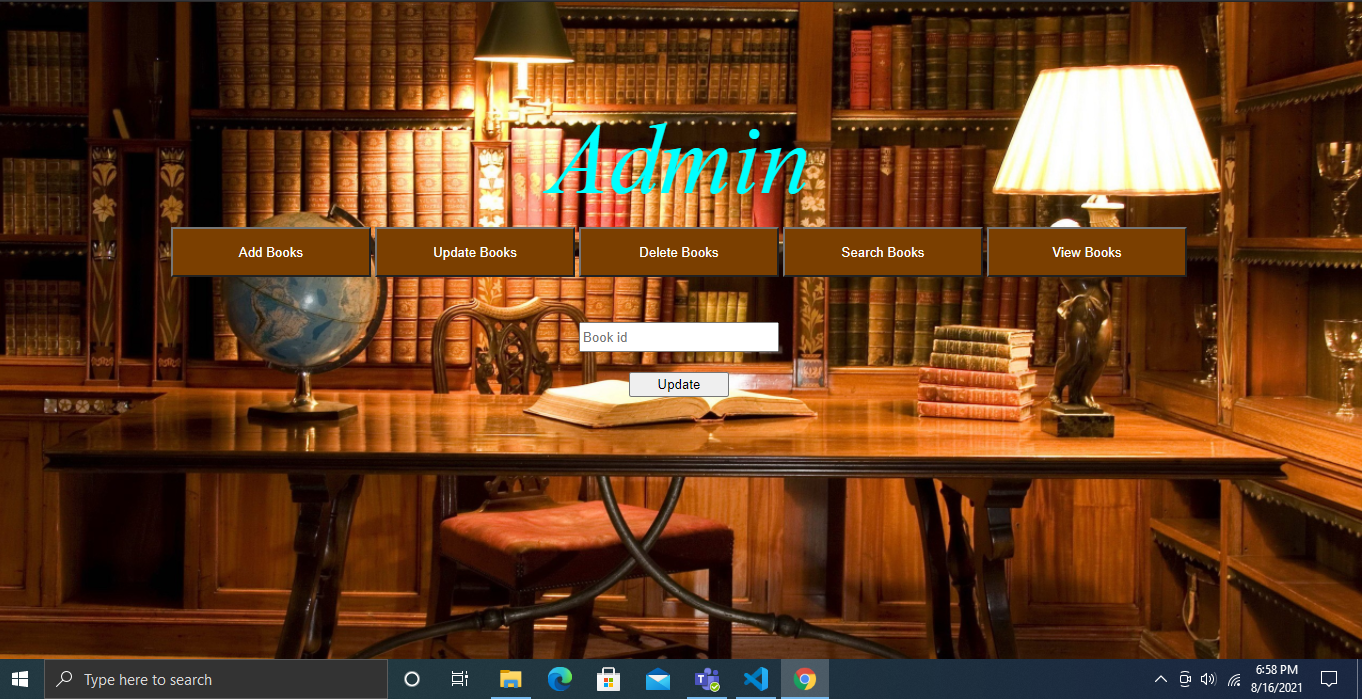 Admin
Add Books
Update Books
Delete Books
Search Books
View Books
Book id
Update
Type here to search
6:58 PM
8/16/2021